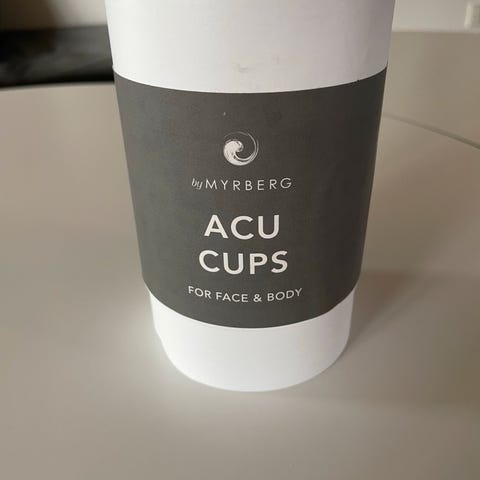 by MYRBERG
ACU
CUPS
FOR FACE & BODY